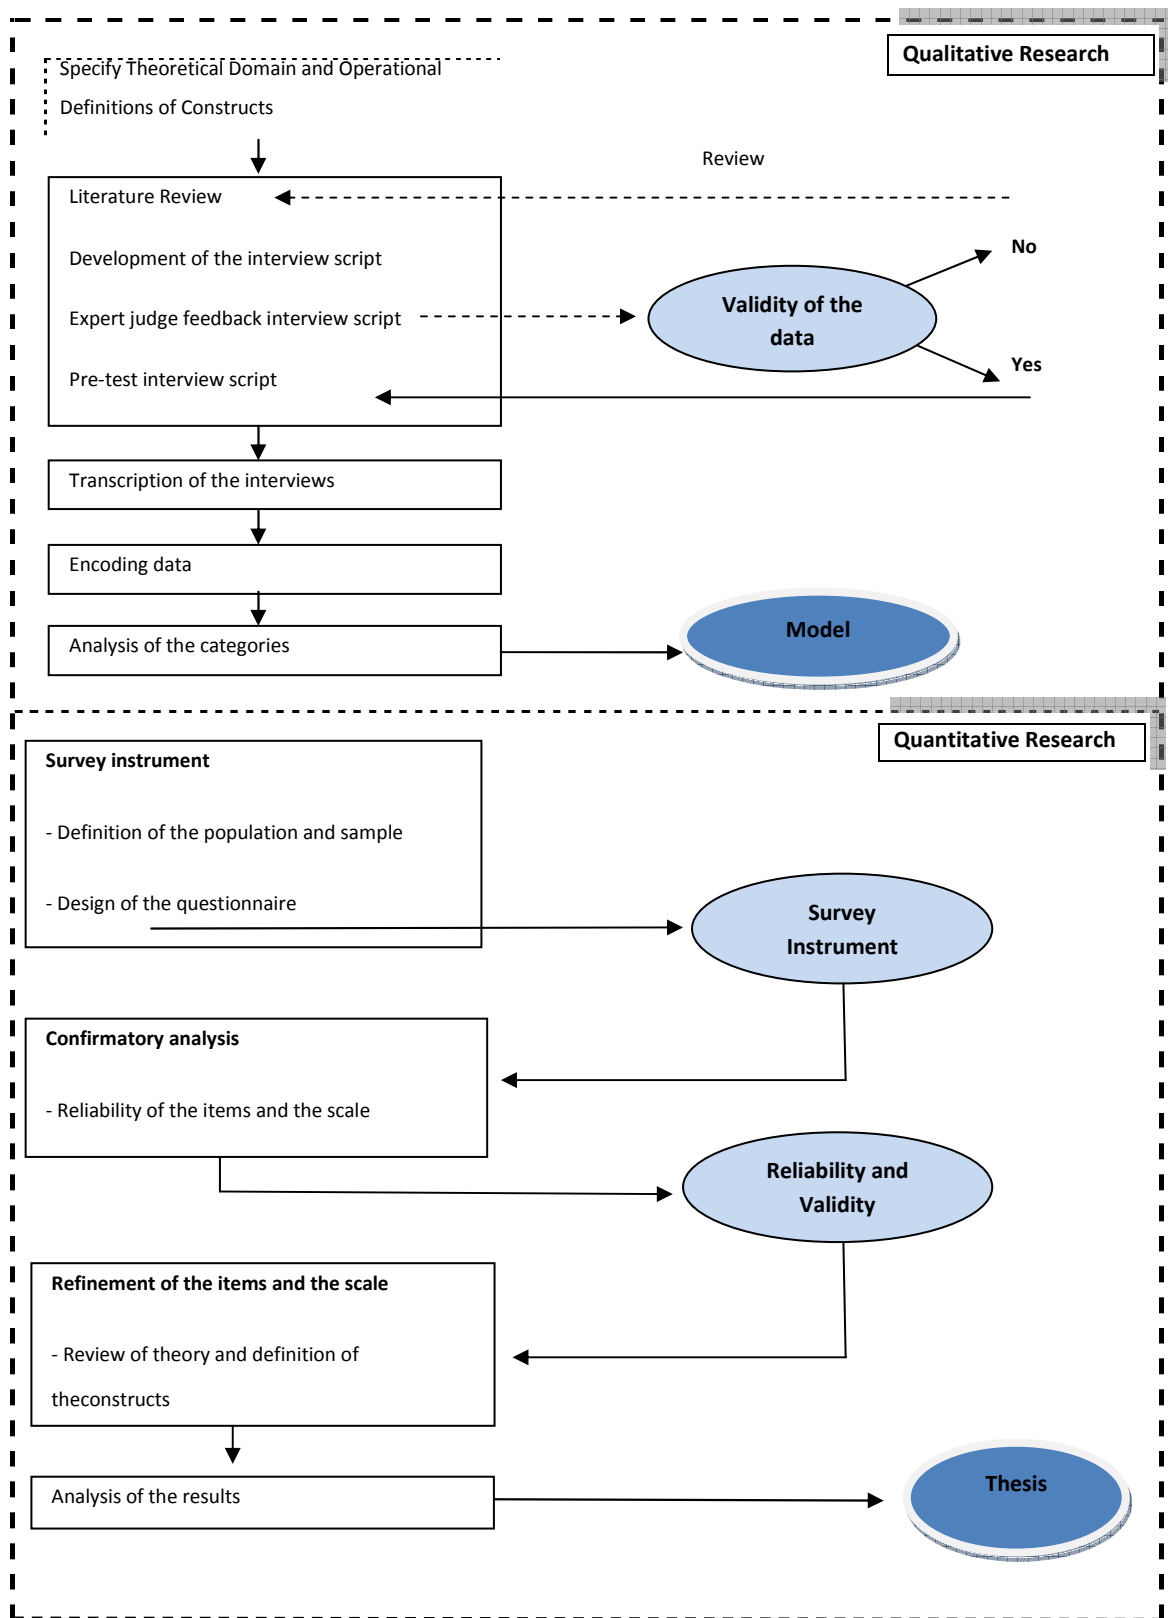 Qualitative Research
Specify Theoretical Domain and Operational
Definitions of Constructs
Review
Literature Review
No
Development of the interview script
Validity of the
data
Expert judge feedback interview script
Yes
Pre-test interview script
Transcription of the interviews
Encoding data
Model
Analysis of the categories
Quantitative Research
Survey instrument
- Definition of the population and sample
- Design of the questionnaire
Survey
Instrument
Confirmatory analysis
- Reliability of the items and the scale
Reliability and
Validity
Refinement of the items and the scale
- Review of theory and definition of
theconstructs
Thesis
Analysis of the results